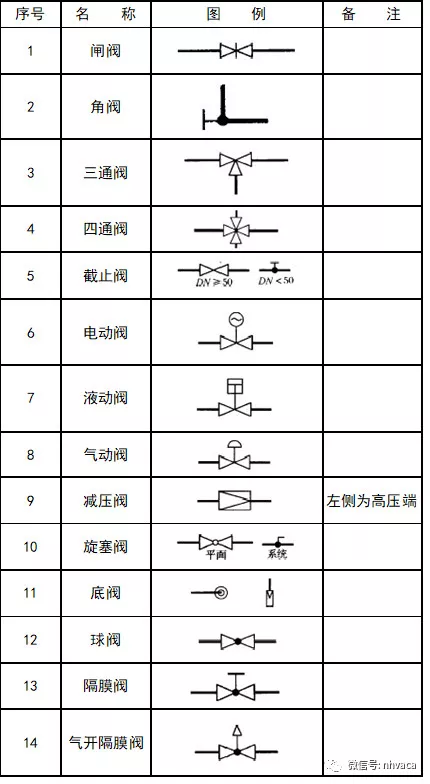 序号 名 称 图 例 备 注
1 闸阀
2 角阀
3 三通阀
4 四通阀
5 截止阀 DN≥50 DN<50
6 电动阀
7 液动阀
8 气动阀
9 减压阀 左侧为高压端
10 旋塞阀 平面 系统
11 底阀
12 球阀
13 隔膜阀
14 气开隔膜阀
微信号: nhvaca